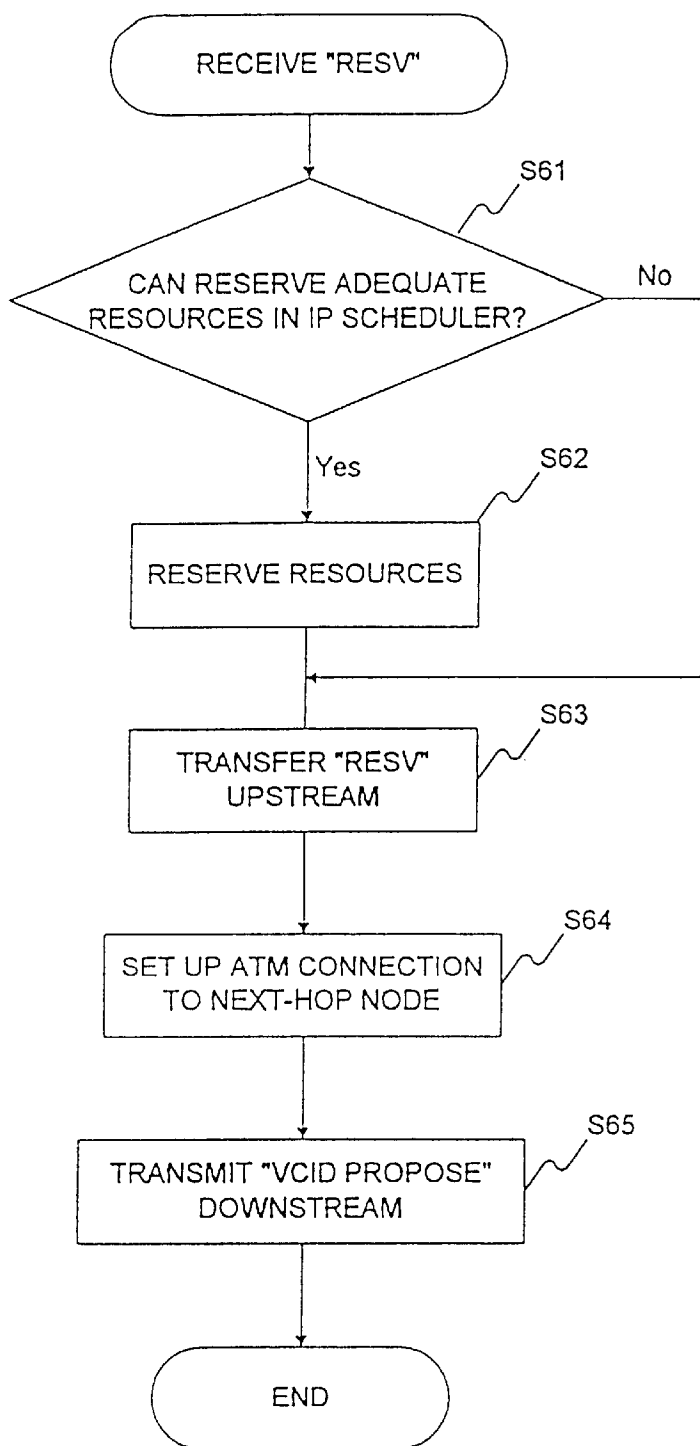 RECEIVE "RESV"
S61
CAN RESERVE ADEQUATE
RESOURCES IN IP SCHEDULER?
No
Yes
S62
RESERVE RESOURCES
S63
TRANSFER "RESV"
UPSTREAM
S64
SET UP ATM CONNECTION
TO NEXT-HOP NODE
S65
TRANSMIT "VCID PROPOSE"
DOWNSTREAM
END